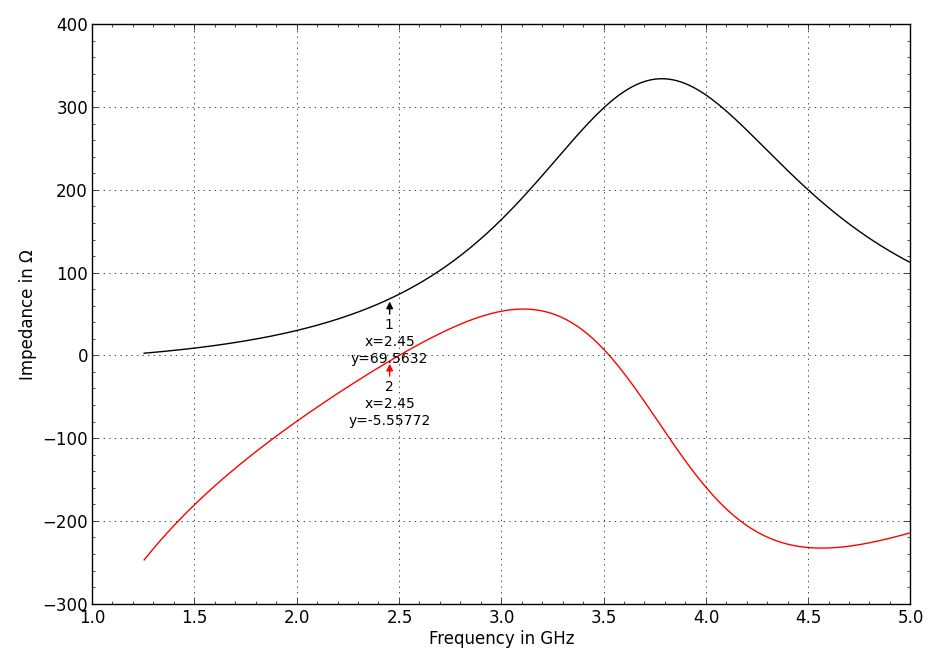 400
300
200
100
0
−100
−200
−300
Impedance in Ω
1
x=2.45
y=69.5632
2
x=2.45
y=-5.55772
1.0 1.5 2.0 2.5 3.0 3.5 4.0 4.5 5.0
Frequency in GHz